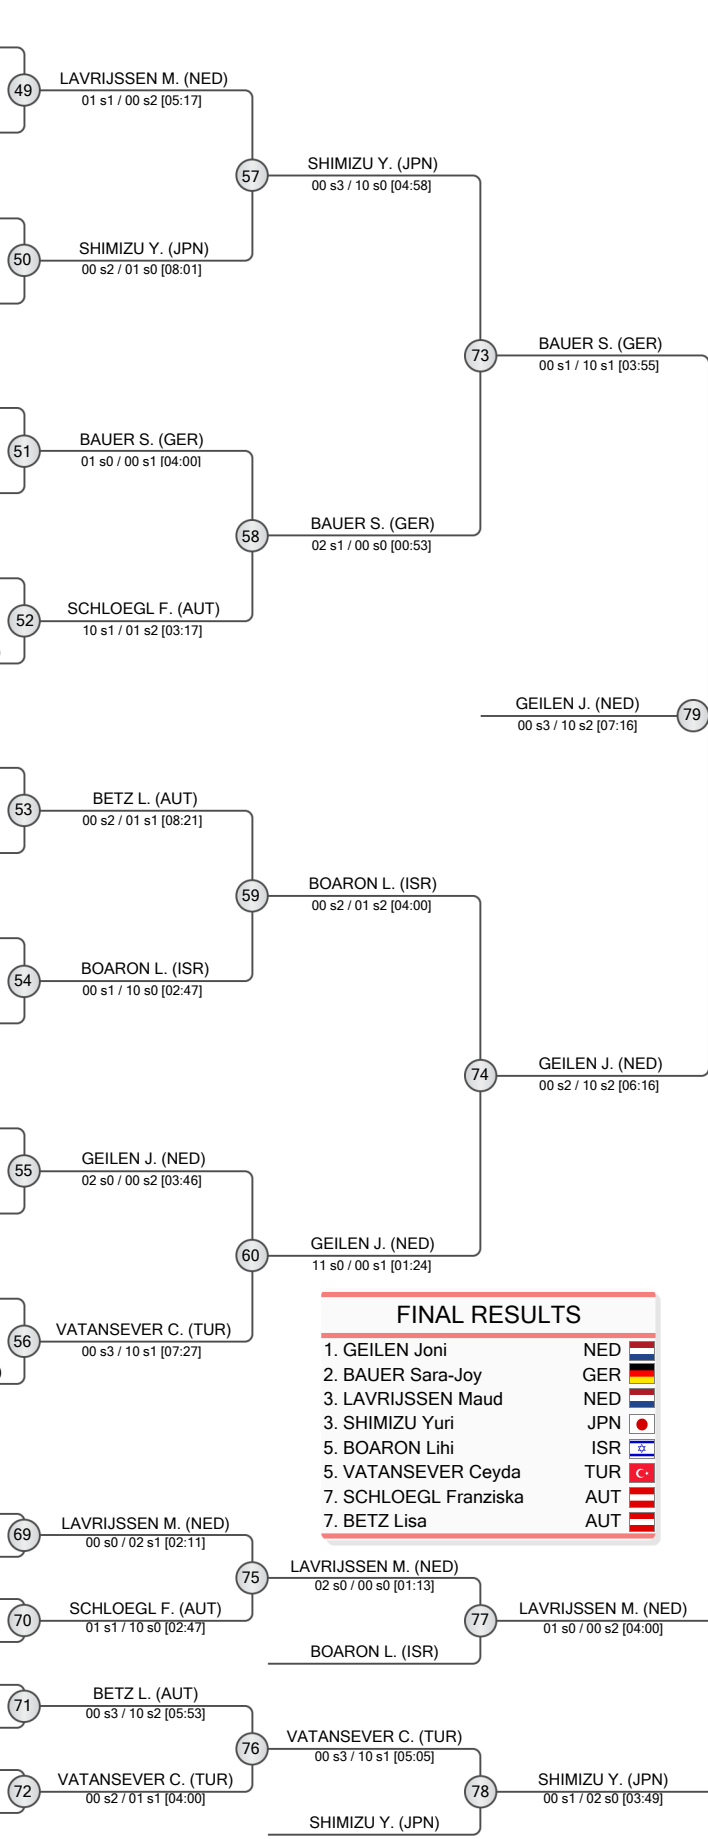 49
LAVRIJSSEN M. (NED)
01 s1 / 00 s2 [05:17]
57
SHIMIZU Y. (JPN)
00 s3 / 10 s0 [04:58]
50
SHIMIZU Y. (JPN)
00 s2 / 01 s0 [08:01]
73
BAUER S. (GER)
00 s1 / 10 s1 [03:55]
51
BAUER S. (GER)
01 s0 / 00 s1 [04:00]
58
BAUER S. (GER)
02 s1 / 00 s0 [00:53]
52
SCHLOEGL F. (AUT)
10 s1 / 01 s2 [03:17]
GEILEN J. (NED)
00 s3 / 10 s2 [07:16]
79
53
BETZ L. (AUT)
00 s2 / 01 s1 [08:21]
59
BOARON L. (ISR)
00 s2 / 01 s2 [04:00]
54
BOARON L. (ISR)
00 s1 / 10 s0 [02:47]
74
GEILEN J. (NED)
00 s2 / 10 s2 [06:16]
55
GEILEN J. (NED)
02 s0 / 00 s2 [03:46]
60
GEILEN J. (NED)
11 s0 / 00 s1 [01:24]
56
VATANSEVER C. (TUR)
00 s3 / 10 s1 [07:27]
FINAL RESULTS
1. GEILEN Joni NED
2. BAUER Sara-Joy GER
3. LAVRIJSSEN Maud NED
3. SHIMIZU Yuri JPN
5. BOARON Lihi ISR
5. VATANSEVER Ceyda TUR
7. SCHLOEGL Franziska AUT
7. BETZ Lisa AUT
69
LAVRIJSSEN M. (NED)
00 s0 / 02 s1 [02:11]
75
LAVRIJSSEN M. (NED)
02 s0 / 00 s0 [01:13]
70
SCHLOEGL F. (AUT)
01 s1 / 10 s0 [02:47]
77
LAVRIJSSEN M. (NED)
01 s0 / 00 s2 [04:00]
BOARON L. (ISR)
71
BETZ L. (AUT)
00 s3 / 10 s2 [05:53]
76
VATANSEVER C. (TUR)
00 s3 / 10 s1 [05:05]
72
VATANSEVER C. (TUR)
00 s2 / 01 s1 [04:00]
78
SHIMIZU Y. (JPN)
00 s1 / 02 s0 [03:49]
SHIMIZU Y. (JPN)